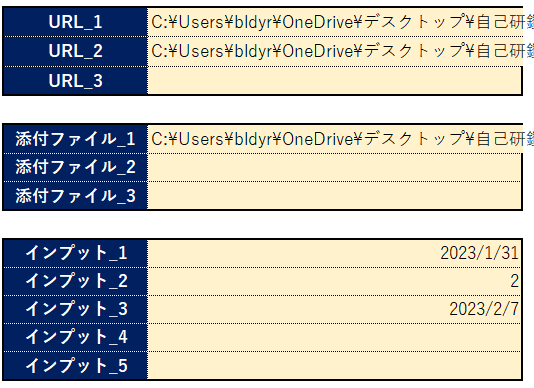 URL_1 C:¥Users¥bldyr¥OneDrive¥デスクトップ¥自己研
URL_2 C:¥Users¥bldyr¥OneDrive¥デスクトップ¥自己研
URL_3
添付ファイル_1 C:¥Users¥bldyr¥OneDrive¥デスクトップ¥自己研
添付ファイル_2
添付ファイル_3
インプット_1 2023/1/31
インプット_2 2
インプット_3 2023/2/7
インプット_4
インプット_5